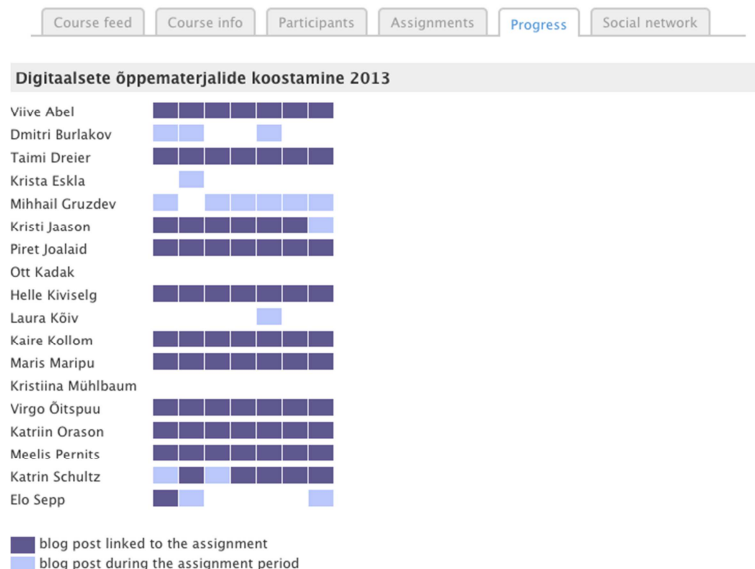 Course feed Course info Participants Assignments Progress Social network
Digitaalsete õppematerjalide koostamine 2013
Viive Abel
Dmitri Burlakov
Taimi Dreier
Krista Eskla
Mihhail Gruzdev
Kristi Jaason
Piret Joalaid
Ott Kadak
Helle Kiviselg
Laura Kõiv
Kaire Kollom
Maris Maripu
Kristiina Mühlbaum
Virgo Õitspuu
Katriin Orason
Meelis Pernits
Katrin Schultz
Elo Sepp
blog post linked to the assignment
blog post during the assignment period